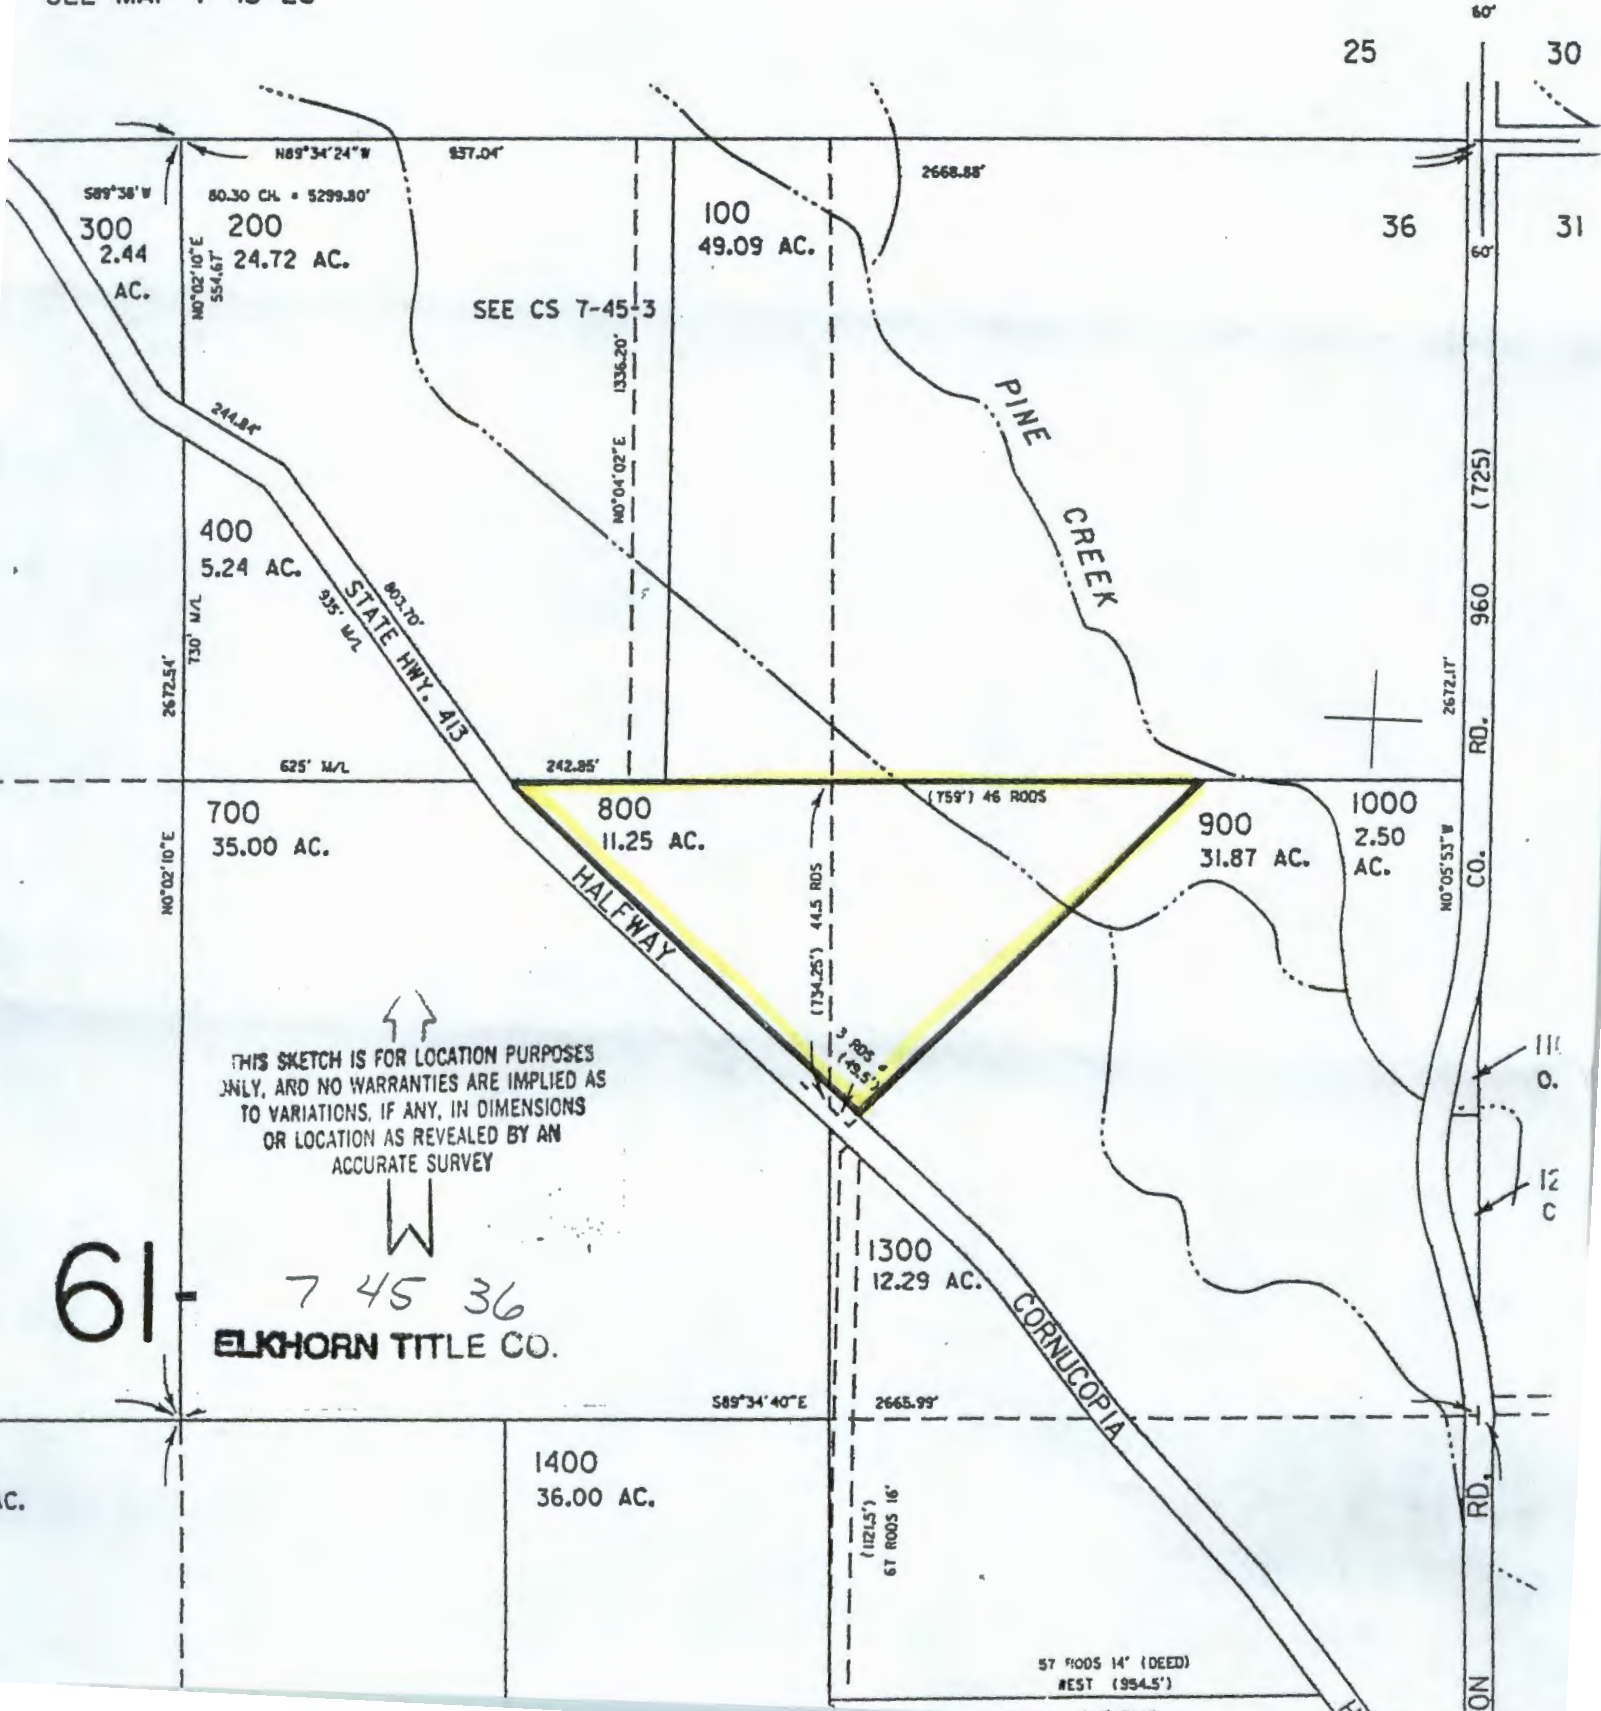 60'
25
30
N89°34'24"W
937.04'
2668.88'
S89°38'W
80.30 CH. = 5299.80'
300
2.44
AC.
200
24.72 AC.
100
49.09 AC.
36
31
60'
N0°02'10"E
554.67'
SEE CS 7-45-3
1336.20'
N0°04'02"E
PINE
CREEK
244.84'
400
5.24 AC.
803.70'
STATE HWY. 413
935' M/L
730' M/L
2672.54'
2672.17'
CO. RD. 960 (725)
625' M/L
242.85'
(759') 46 RODS
700
35.00 AC.
800
11.25 AC.
900
31.87 AC.
1000
2.50
AC.
N0°02'10"E
N0°05'53"W
(734.25') 44.5 RDS
HALFWAY
3 RDS
(49.5')
THIS SKETCH IS FOR LOCATION PURPOSES
ONLY, AND NO WARRANTIES ARE IMPLIED AS
TO VARIATIONS, IF ANY, IN DIMENSIONS
OR LOCATION AS REVEALED BY AN
ACCURATE SURVEY
0.
12
C
1300
12.29 AC.
61
7 45 36
ELKHORN TITLE CO.
CORNUCOPIA
S89°34'40"E
2665.99'
1400
36.00 AC.
AC.
(1121.5')
67 RODS 16'
RD.
57 RODS 14' (DEED)
WEST (954.5')
ON
H